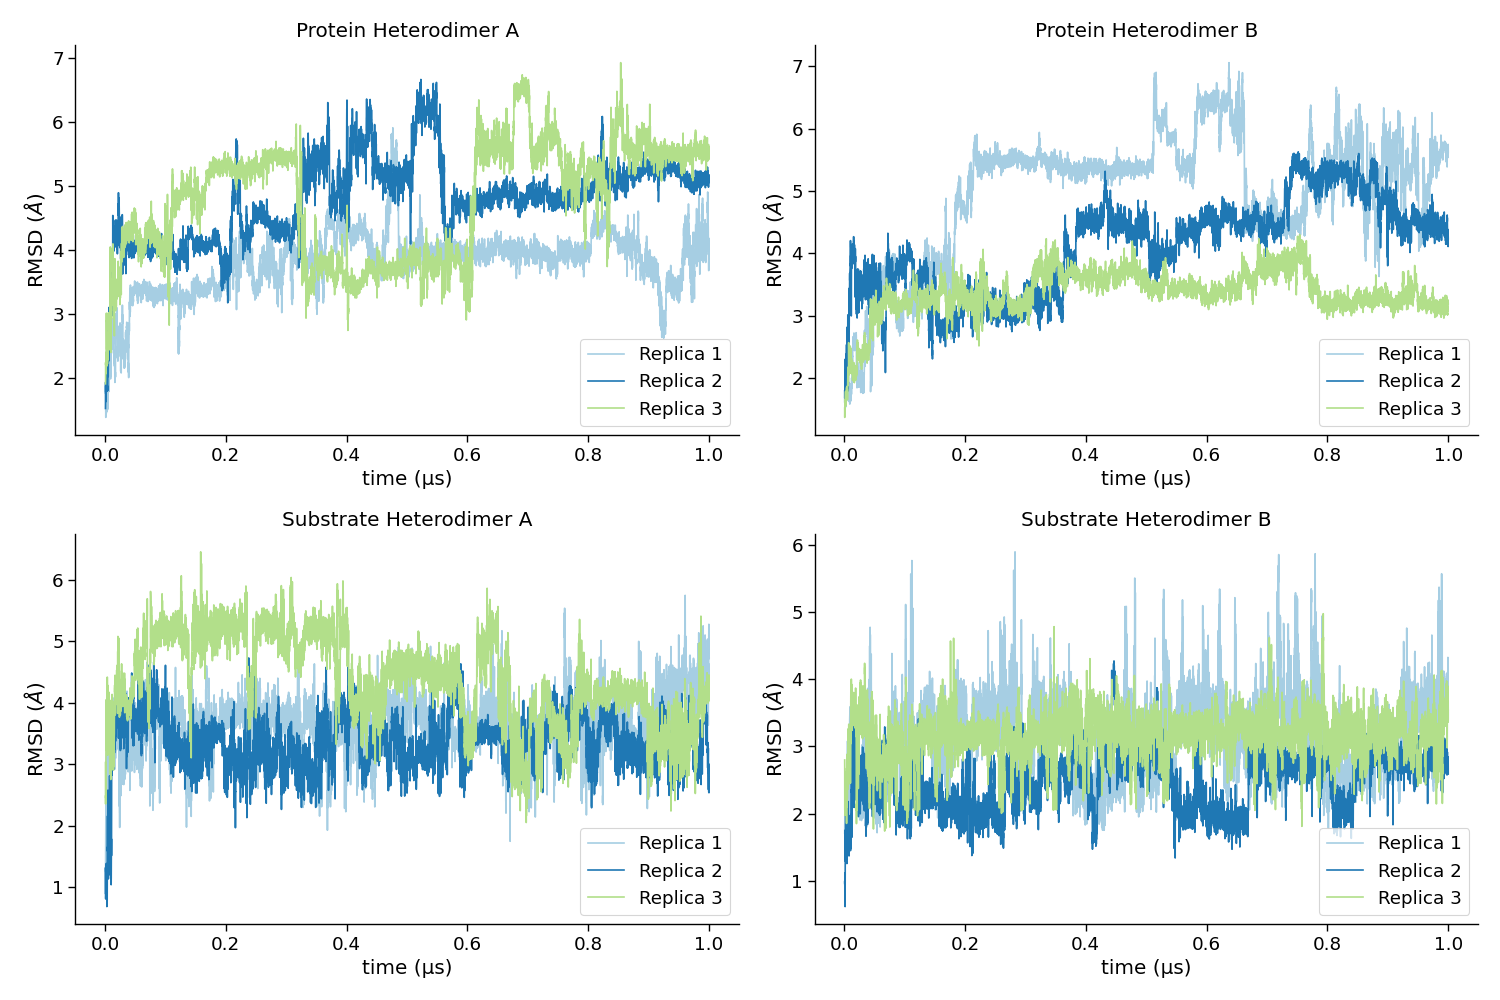 Protein Heterodimer A
7
6
5
4
3
2
RMSD (Å)
0.0 0.2 0.4 0.6 0.8 1.0
time (μs)
Replica 1
Replica 2
Replica 3
Protein Heterodimer B
7
6
5
4
3
2
RMSD (Å)
0.0 0.2 0.4 0.6 0.8 1.0
time (μs)
Replica 1
Replica 2
Replica 3
Substrate Heterodimer A
6
5
4
3
2
1
RMSD (Å)
0.0 0.2 0.4 0.6 0.8 1.0
time (μs)
Replica 1
Replica 2
Replica 3
Substrate Heterodimer B
6
5
4
3
2
1
RMSD (Å)
0.0 0.2 0.4 0.6 0.8 1.0
time (μs)
Replica 1
Replica 2
Replica 3